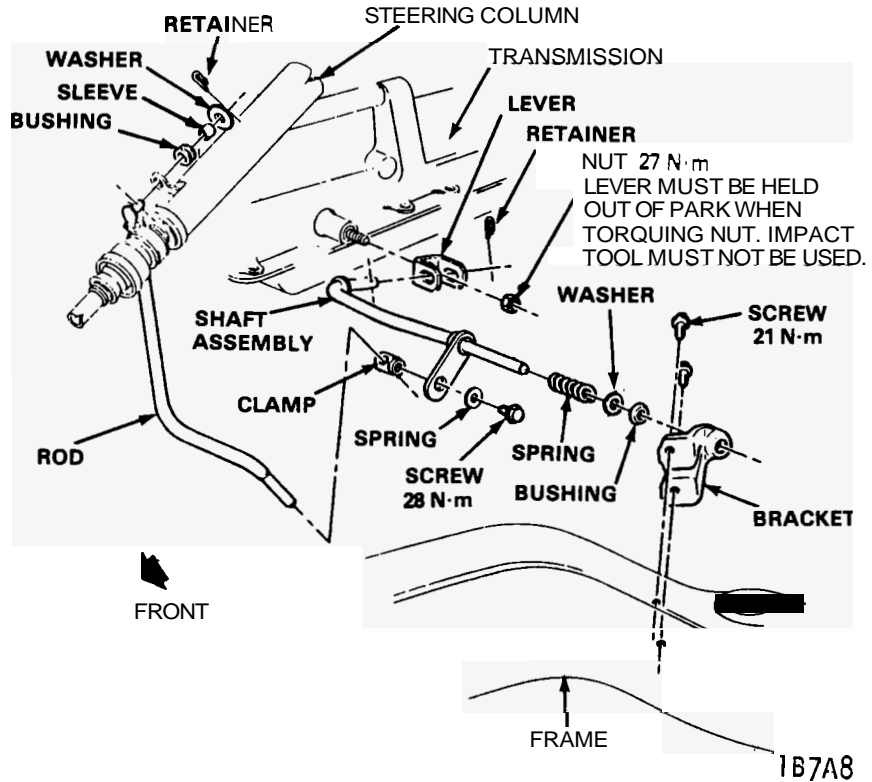 RETAINER
STEERING COLUMN
WASHER
TRANSMISSION
SLEEVE
LEVER
BUSHING
RETAINER
NUT 27 N·m
LEVER MUST BE HELD
OUT OF PARK WHEN
TORQUING NUT. IMPACT
TOOL MUST NOT BE USED.
WASHER
SCREW
21 N·m
SHAFT
ASSEMBLY
CLAMP
SPRING
SCREW
28 N·m
SPRING
BUSHING
ROD
BRACKET
FRONT
FRAME
1B7A8